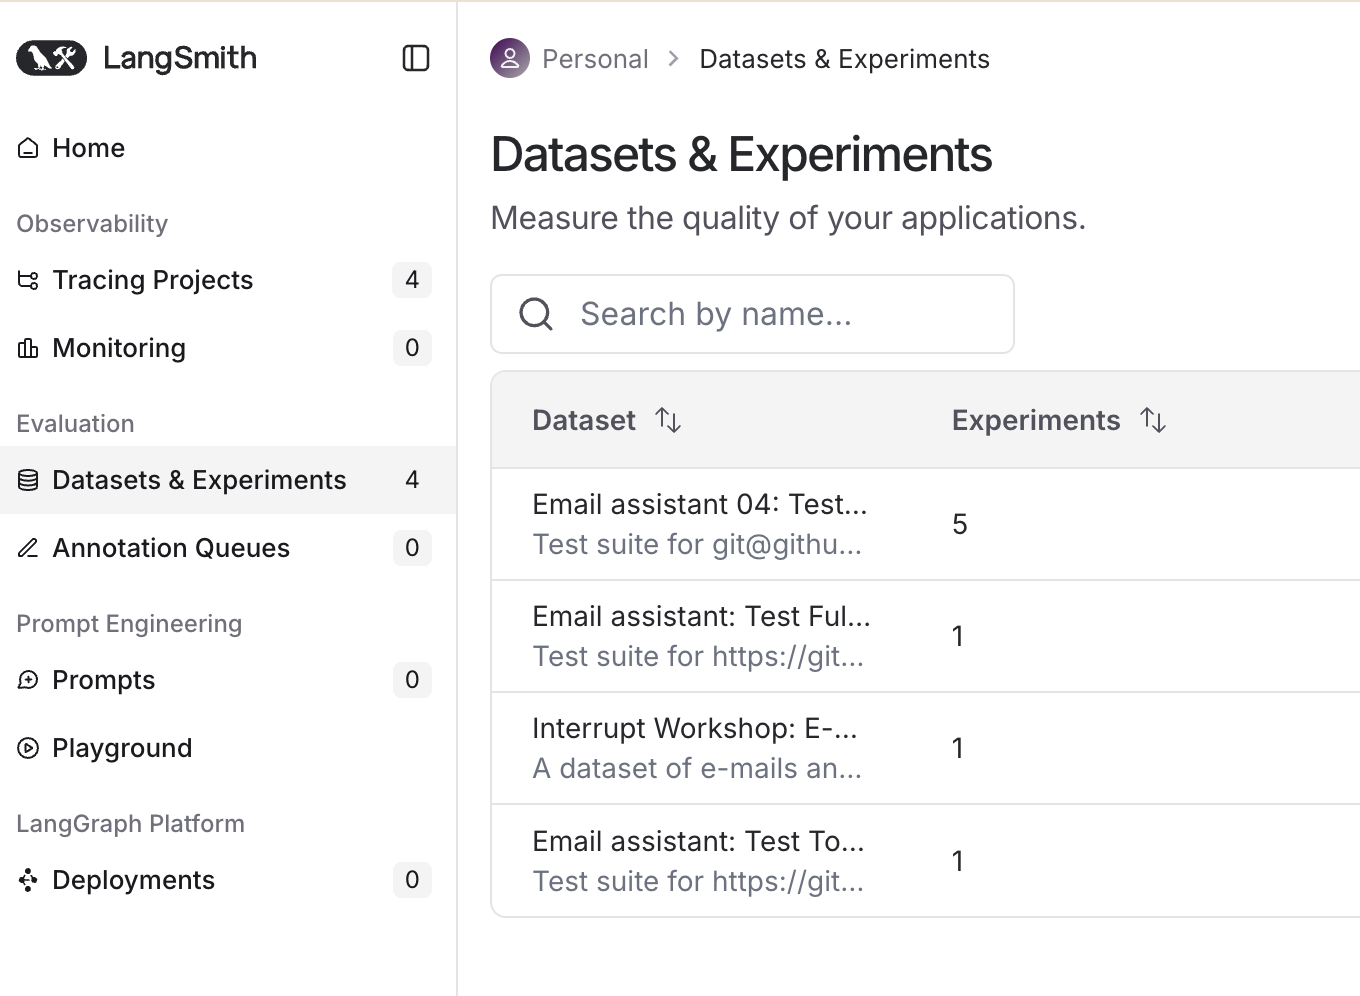 LangSmith
Home
Observability
Tracing Projects 4
Monitoring 0
Evaluation
Datasets & Experiments 4
Annotation Queues 0
Prompt Engineering
Prompts 0
Playground
LangGraph Platform
Deployments 0
Personal > Datasets & Experiments
Datasets & Experiments
Measure the quality of your applications.
Search by name...
Dataset Experiments
Email assistant 04: Test...
Test suite for git@githu...
5
Email assistant: Test Ful...
Test suite for https://git...
1
Interrupt Workshop: E-...
A dataset of e-mails an...
1
Email assistant: Test To...
Test suite for https://git...
1